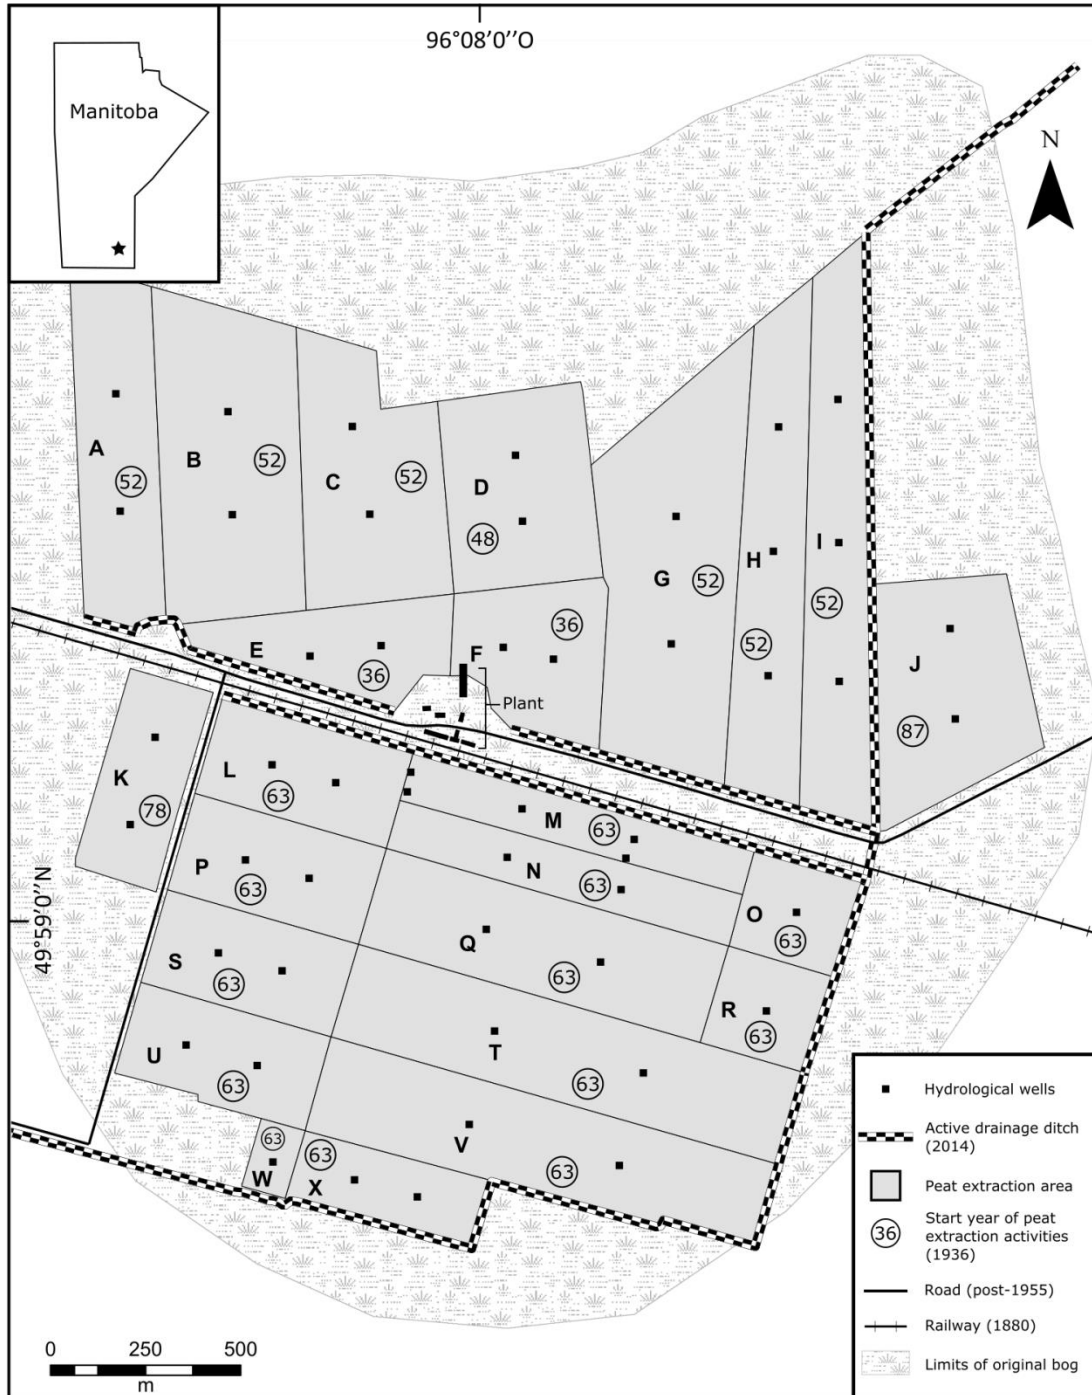 96°08'0''O
Manitoba
N
A
52
B
52
C
52
D
48
G
52
H
52
I
52
E
36
F
36
Plant
J
87
K
78
L
63
M
63
N
63
O
63
P
63
Q
63
R
63
S
63
T
63
U
63
V
63
W
63
X
63
49°59'0''N
Hydrological wells
Active drainage ditch
(2014)
Peat extraction area
36
Start year of peat
extraction activities
(1936)
Road (post-1955)
Railway (1880)
Limits of original bog
0 250 500
m